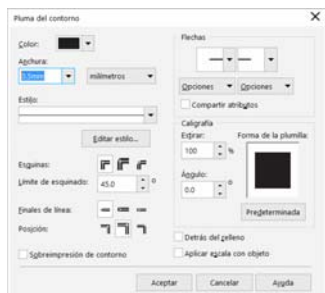 Pluma del contorno
Color:
Anchura:
0.5mm
milímetros
Estilo:
Editar estilo...
Esquinas:
Límite de esquinado:
45.0
°
Finales de línea:
Posición:
Sobreimpresión de contorno
Flechas
Opciones
Opciones
Compartir atributos
Caligrafía
Estirar:
Forma de la plumilla:
100
%
Ángulo:
0.0
°
Predeterminada
Detrás del relleno
Aplicar escala con objeto
Aceptar
Cancelar
Ayuda